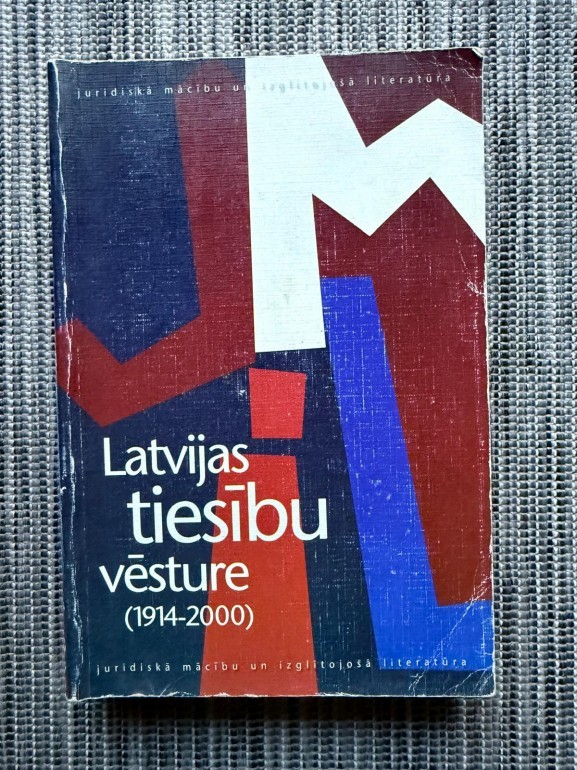 juridiskā mācību un izglītojošā literatūra
Latvijas
tiesību
vēsture
(1914-2000)
juridiskā mācību un izglītojošā literatūra